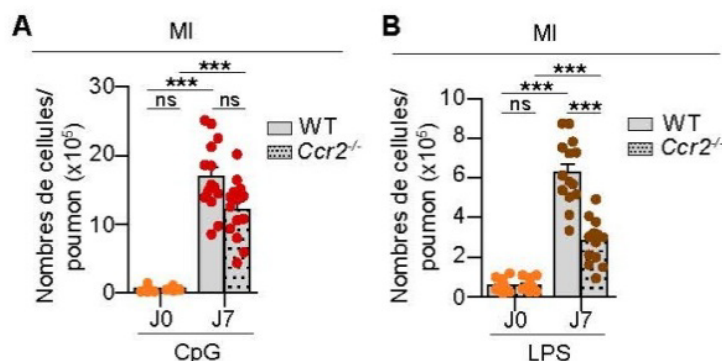 A
MI
***
***
ns
ns
Nombres de cellules/
poumon (x10⁵)
30
20
10
0
J0
J7
CpG
WT
Ccr2⁻/⁻
B
MI
***
***
ns
***
Nombres de cellules/
poumon (x10⁵)
10
8
6
4
2
0
J0
J7
LPS
WT
Ccr2⁻/⁻